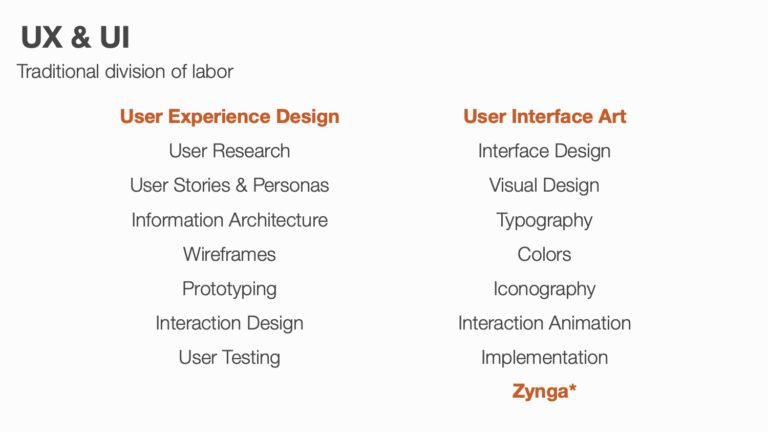 UX & UI
Traditional division of labor
User Experience Design
User Research
User Stories & Personas
Information Architecture
Wireframes
Prototyping
Interaction Design
User Testing
User Interface Art
Interface Design
Visual Design
Typography
Colors
Iconography
Interaction Animation
Implementation
Zynga*